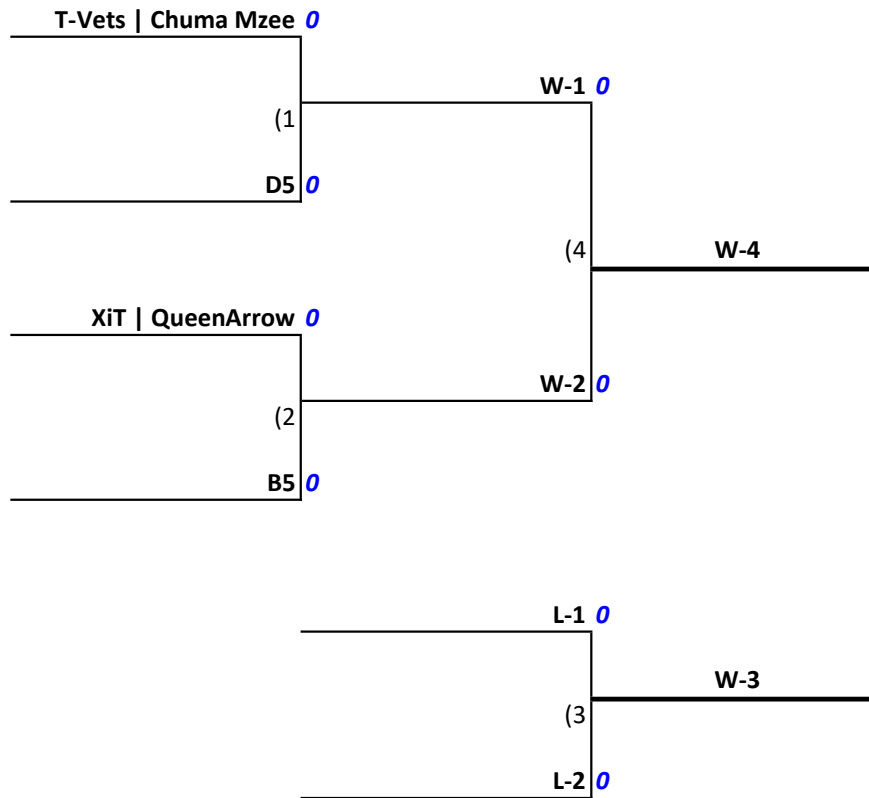 T-Vets | Chuma Mzee 0
W-1 0
(1
D5 0
(4
W-4
XiT | QueenArrow 0
W-2 0
(2
B5 0
L-1 0
W-3
(3
L-2 0